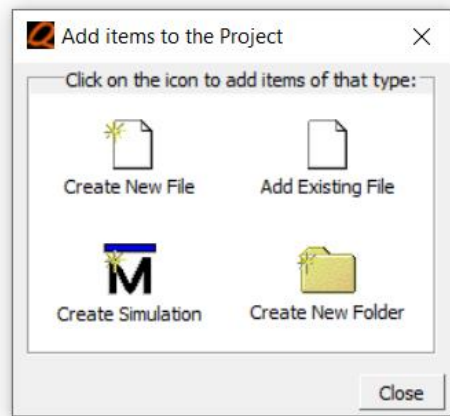 Add items to the Project
Click on the icon to add items of that type:
Create New File
Add Existing File
Create Simulation
Create New Folder
Close